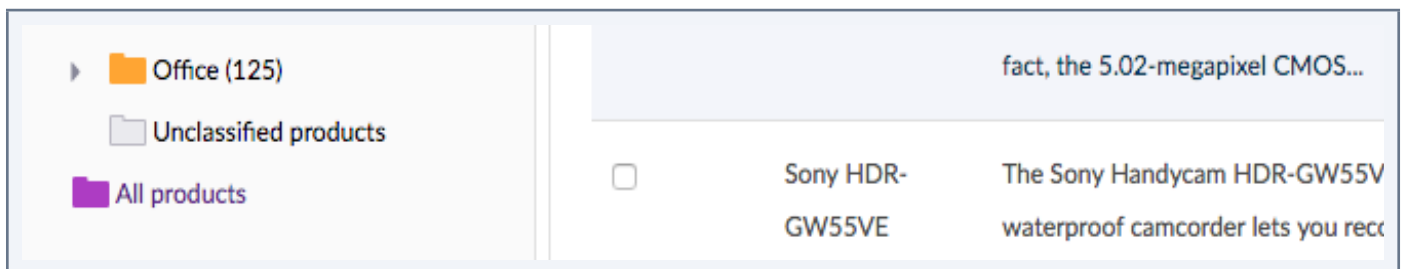 Office (125)
Unclassified products
All products
fact, the 5.02-megapixel CMOS...
Sony HDR-
GW55VE
The Sony Handycam HDR-GW55V
waterproof camcorder lets you reco